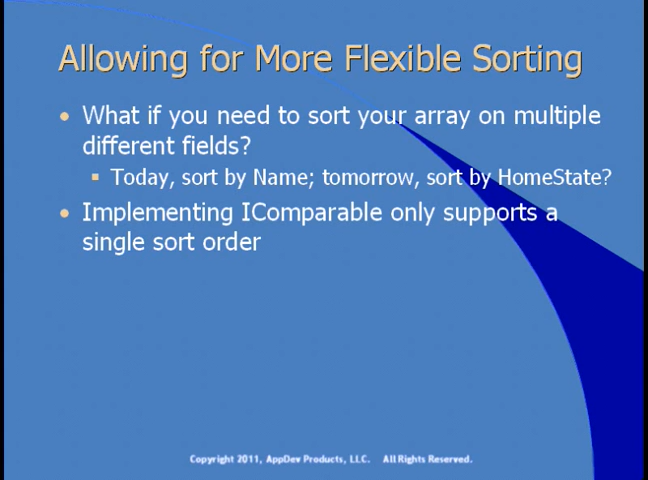 Allowing for More Flexible Sorting
• What if you need to sort your array on multiple
different fields?
▪ Today, sort by Name; tomorrow, sort by HomeState?
• Implementing IComparable only supports a
single sort order
Copyright 2011, AppDev Products, LLC. All Rights Reserved.